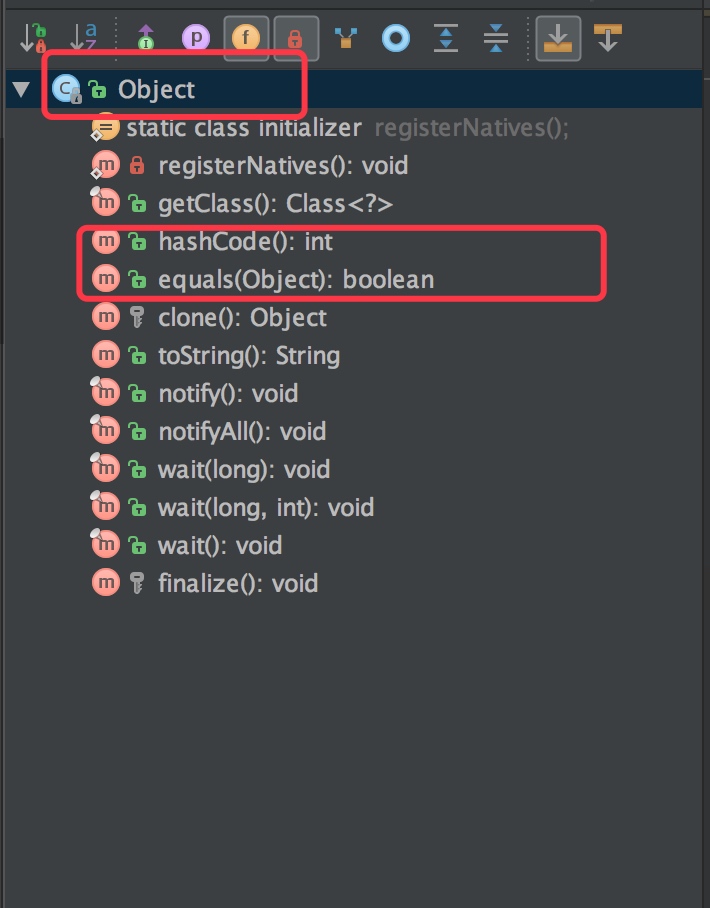 a
z
I
p
f
C Object
static class initializer registerNatives();
m registerNatives(): void
m getClass(): Class<?>
m hashCode(): int
m equals(Object): boolean
m clone(): Object
m toString(): String
m notify(): void
m notifyAll(): void
m wait(long): void
m wait(long, int): void
m wait(): void
m finalize(): void